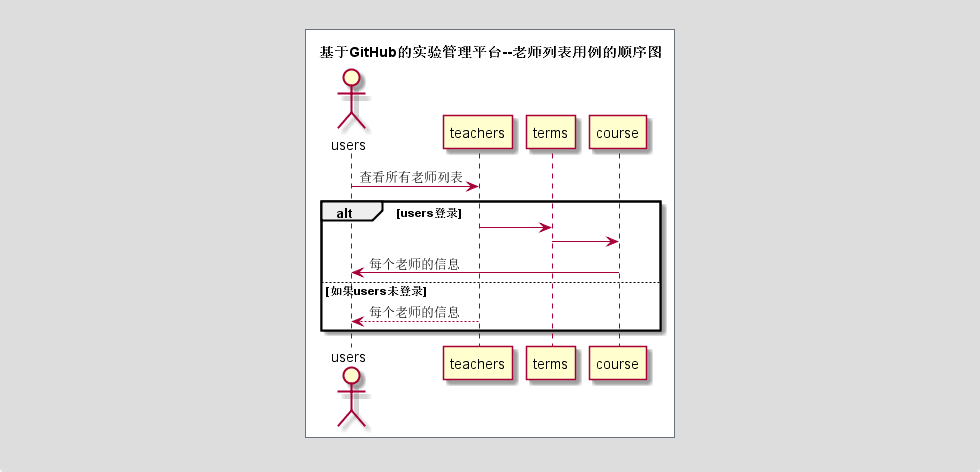 基于GitHub的实验管理平台--老师列表用例的顺序图
users
teachers
terms
course
查看所有老师列表
alt
[users登录]
每个老师的信息
[如果users未登录]
每个老师的信息
users
teachers
terms
course